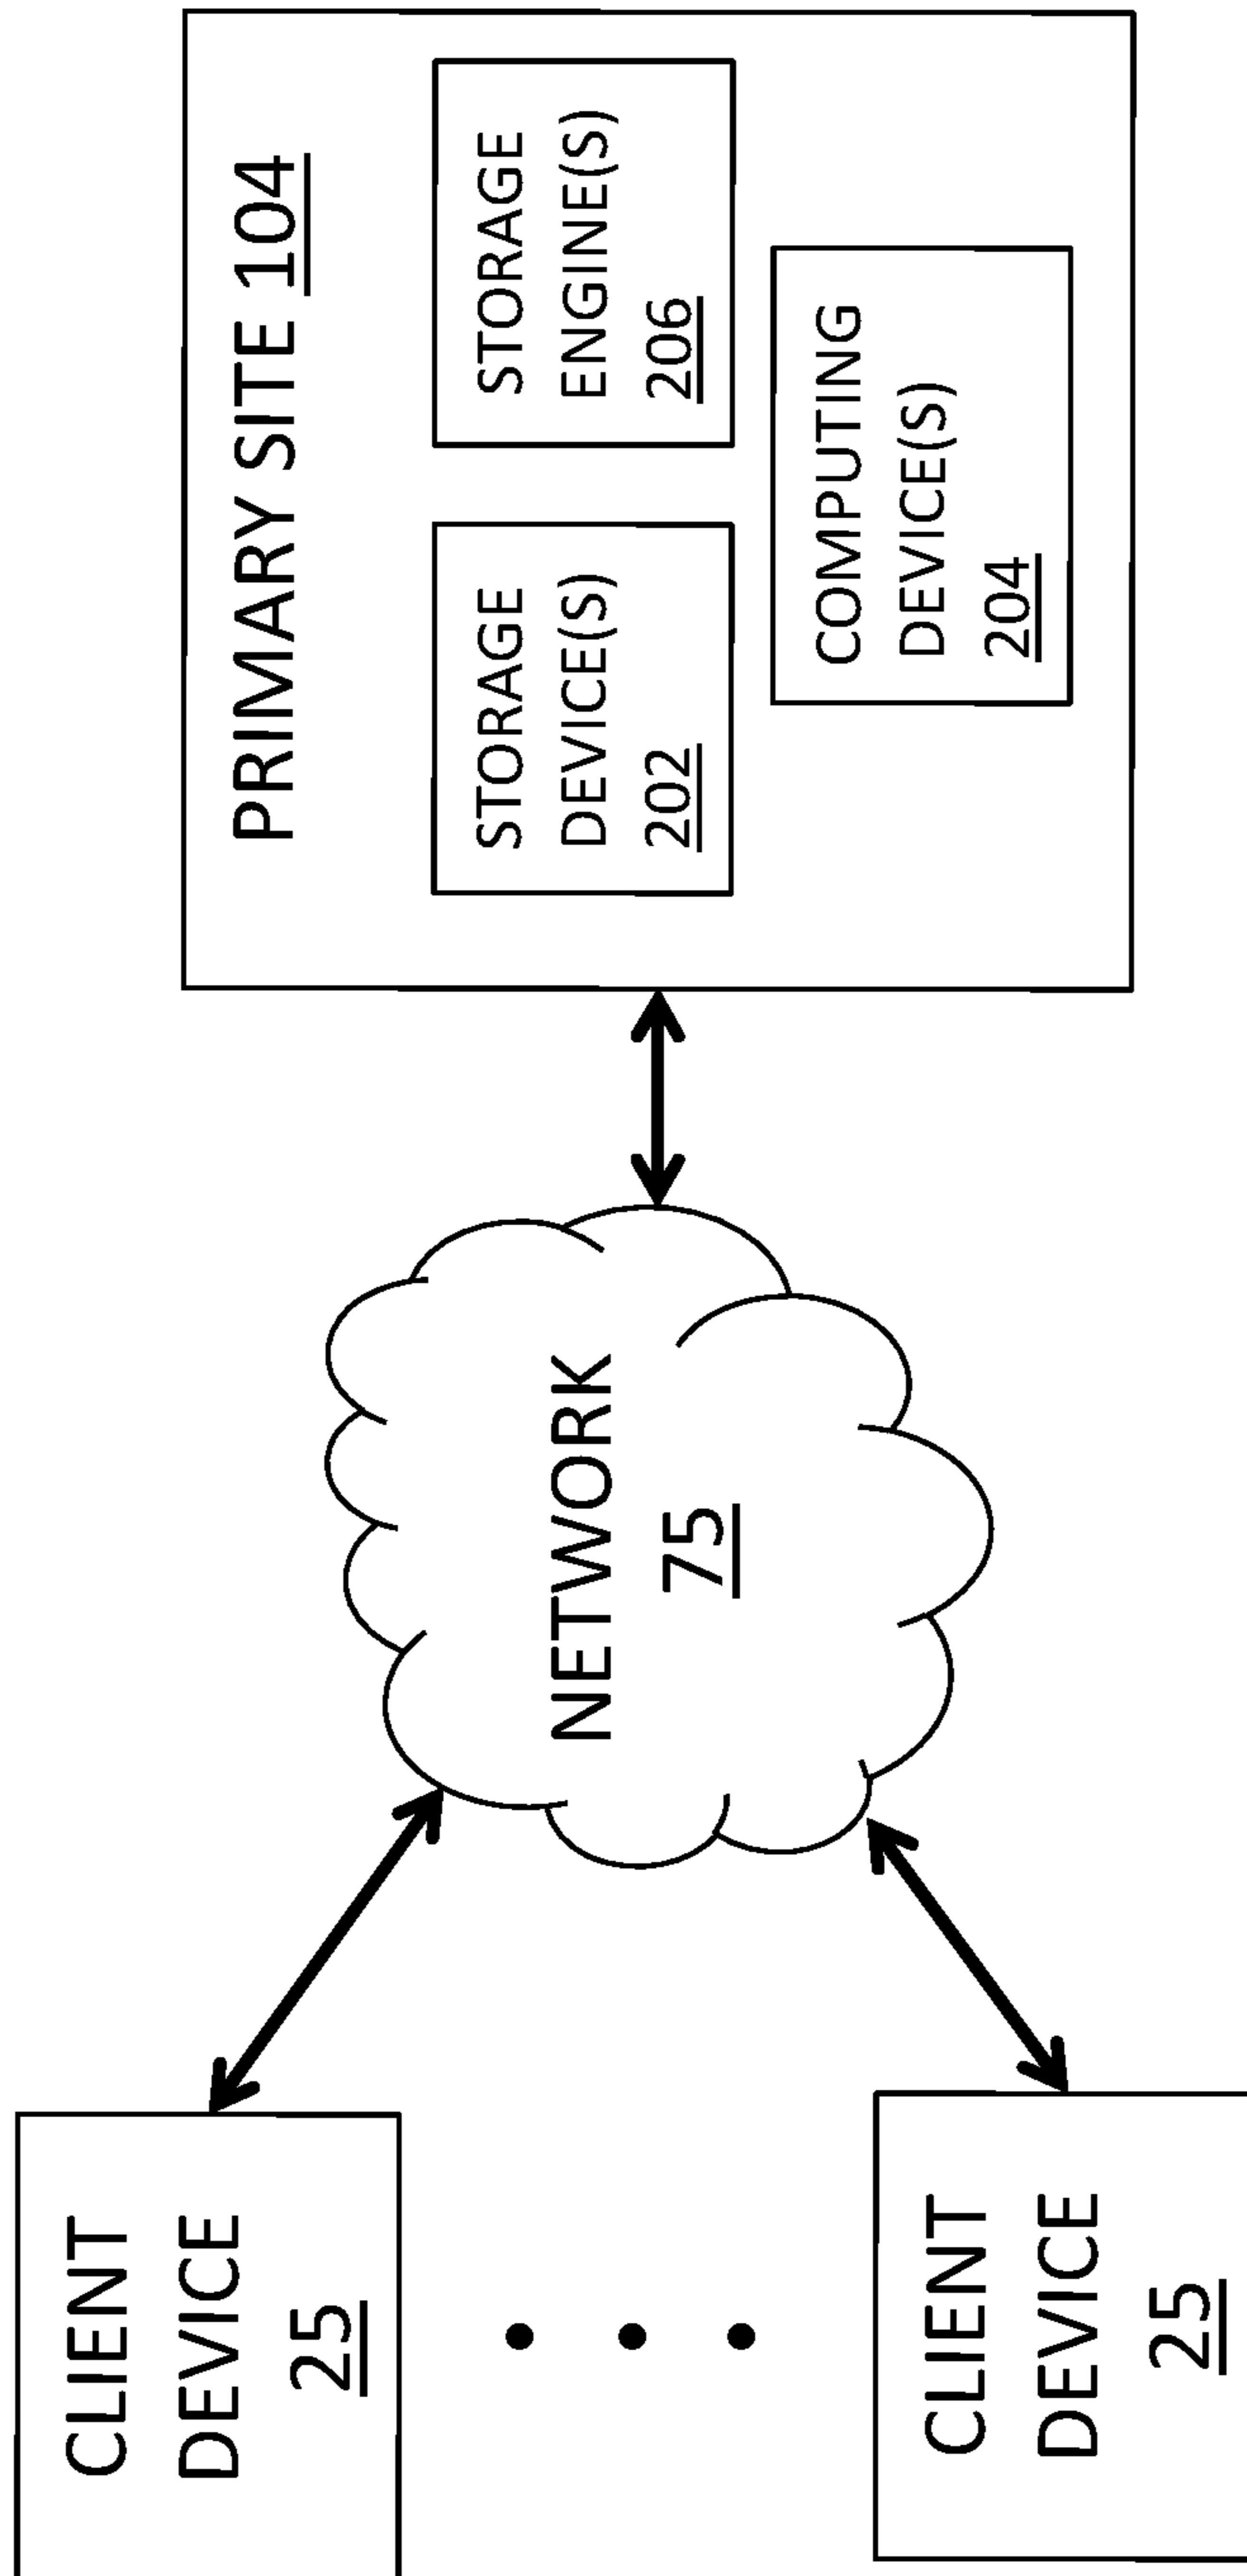 CLIENT
DEVICE
25
CLIENT
DEVICE
25
NETWORK
75
PRIMARY SITE 104
STORAGE
DEVICE(S)
202
STORAGE
ENGINE(S)
206
COMPUTING
DEVICE(S)
204